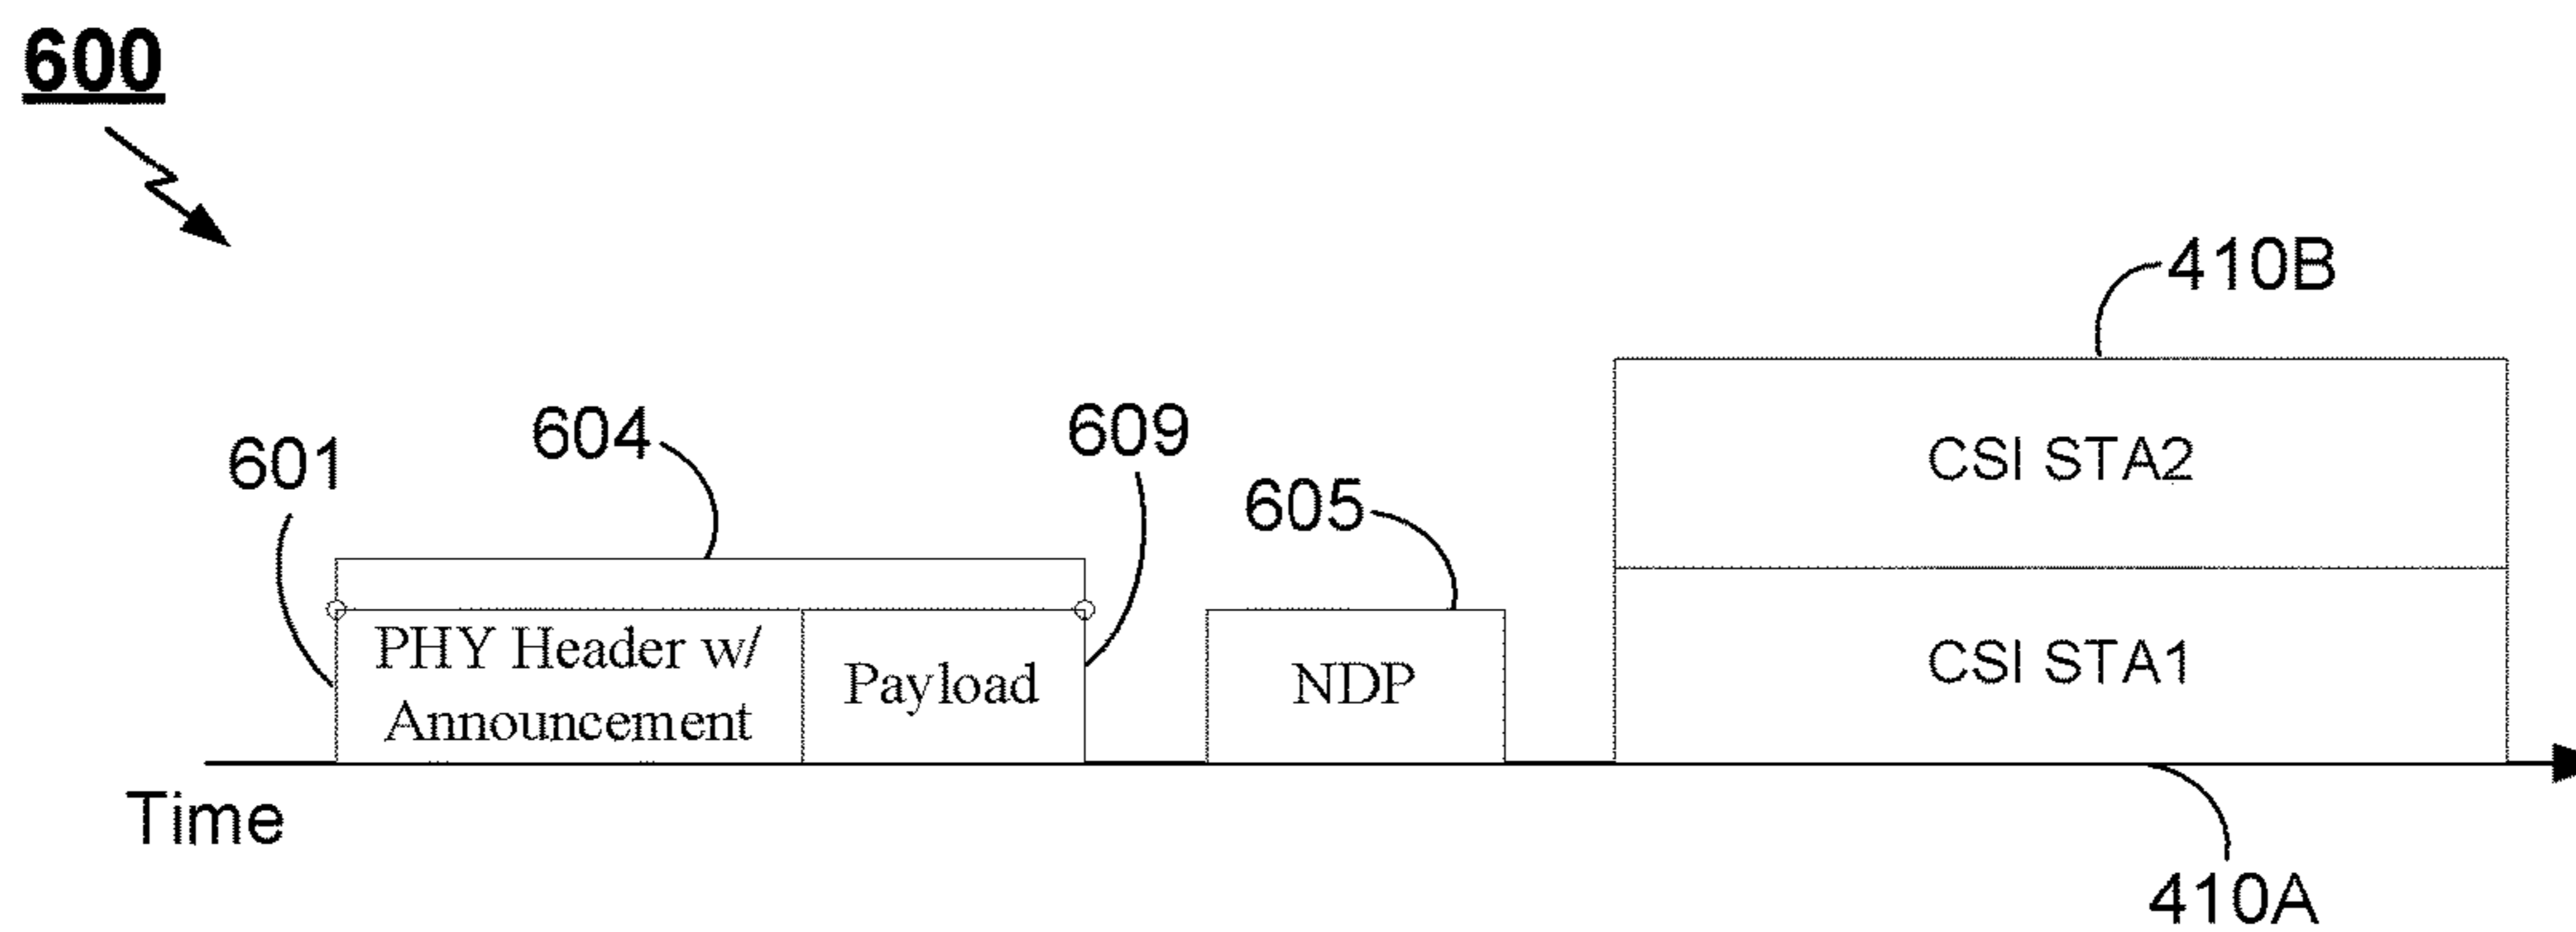 600
410B
604
609
601
605
CSI STA2
PHY Header w/
Announcement
Payload
NDP
CSI STA1
Time
410A